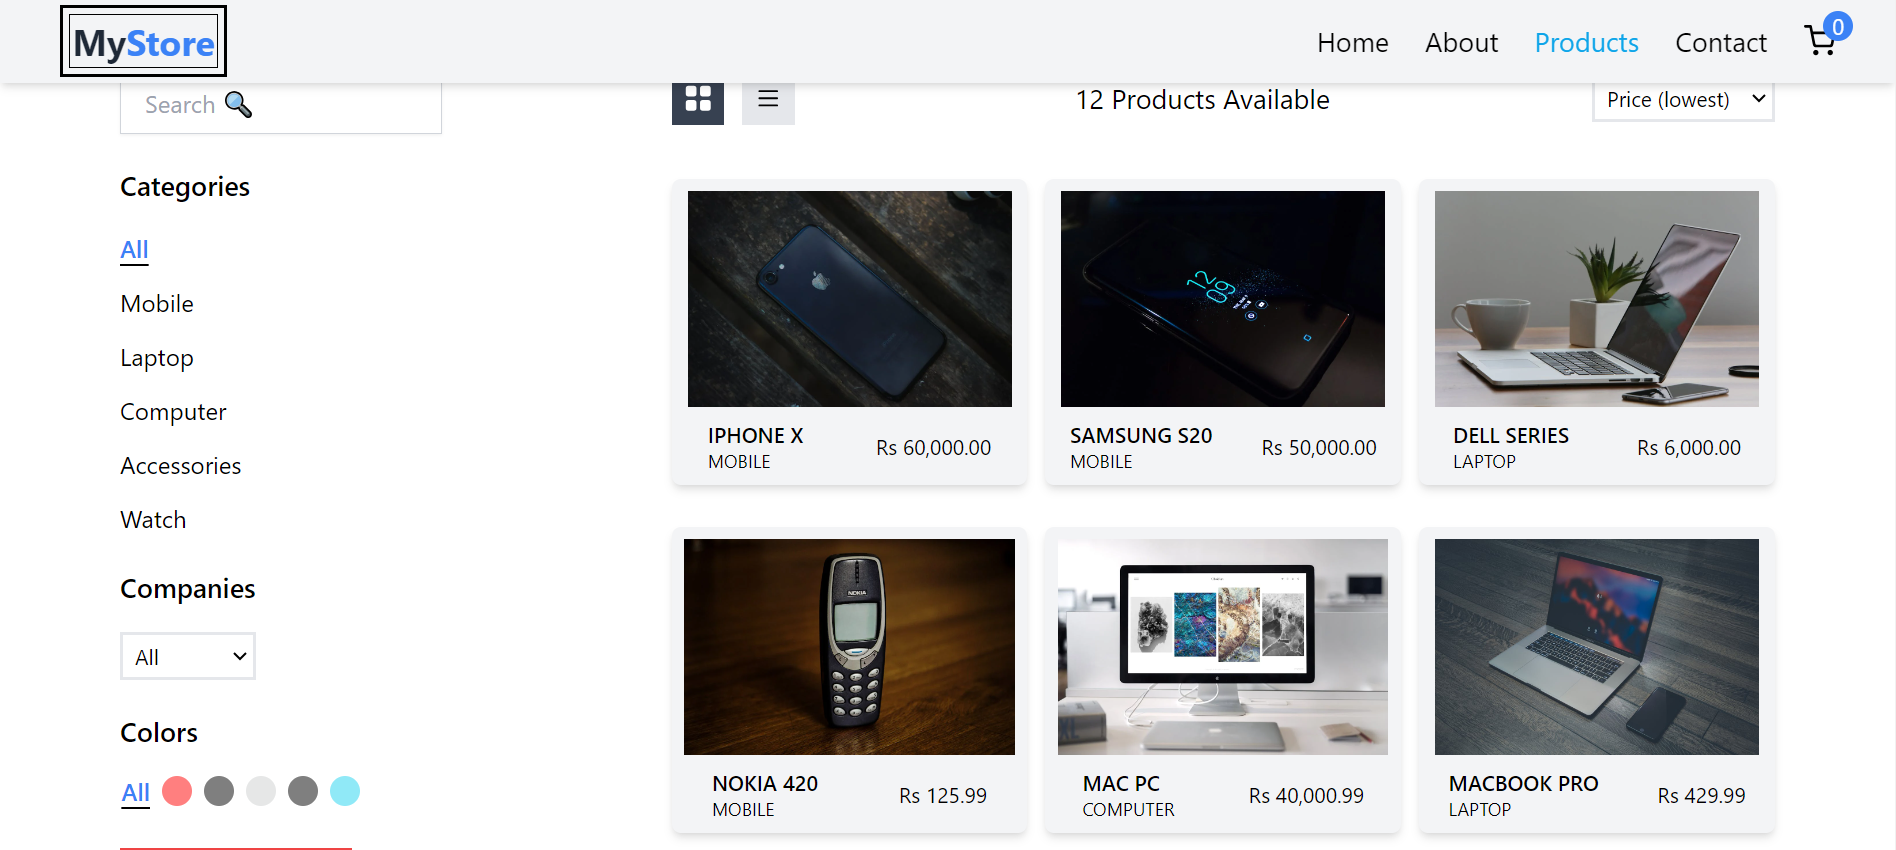 MyStore
Home
About
Products
Contact
0
Search 🔍
12 Products Available
Price (lowest)
Categories
All
Mobile
Laptop
Computer
Accessories
Watch
Companies
All
Colors
All
12
09
IPHONE X
MOBILE
Rs 60,000.00
SAMSUNG S20
MOBILE
Rs 50,000.00
DELL SERIES
LAPTOP
Rs 6,000.00
NOKIA
NOKIA 420
MOBILE
Rs 125.99
MAC PC
COMPUTER
Rs 40,000.99
MACBOOK PRO
LAPTOP
Rs 429.99